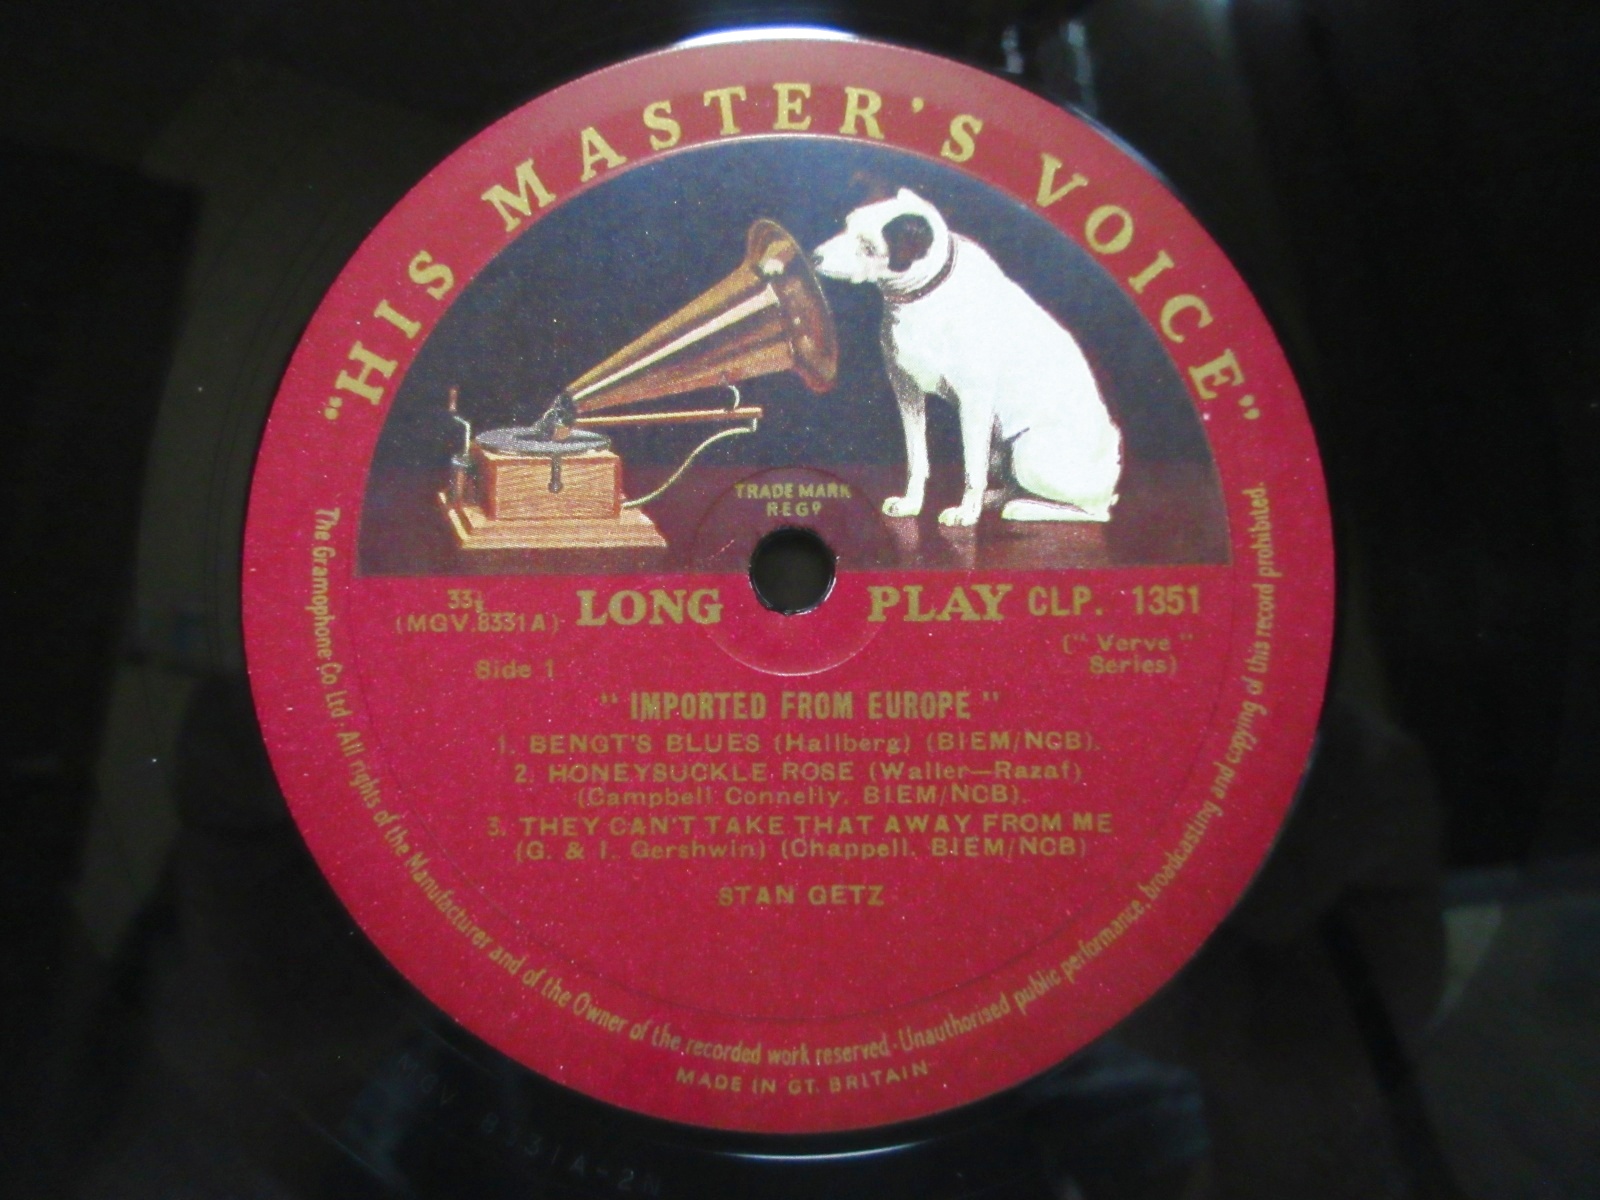 "HIS MASTER'S VOICE"
TRADE MARK
REGD
33⅓
(MGV.8331A)
LONG PLAY
CLP. 1351
("Verve"
Series)
Side 1
"IMPORTED FROM EUROPE"
1. BENGT'S BLUES (Hallberg) (BIEM/NCB).
2. HONEYSUCKLE ROSE (Waller—Razaf)
(Campbell Connelly. BIEM/NCB).
3. THEY CAN'T TAKE THAT AWAY FROM ME
(G. & I. Gershwin) (Chappell. BIEM/NCB)
STAN GETZ
The Gramophone Co Ltd · All rights of the Manufacturer and of the Owner of the recorded work reserved · Unauthorised public performance, broadcasting and copying of this record prohibited.
MADE IN GT. BRITAIN
MGV 8331A-2N